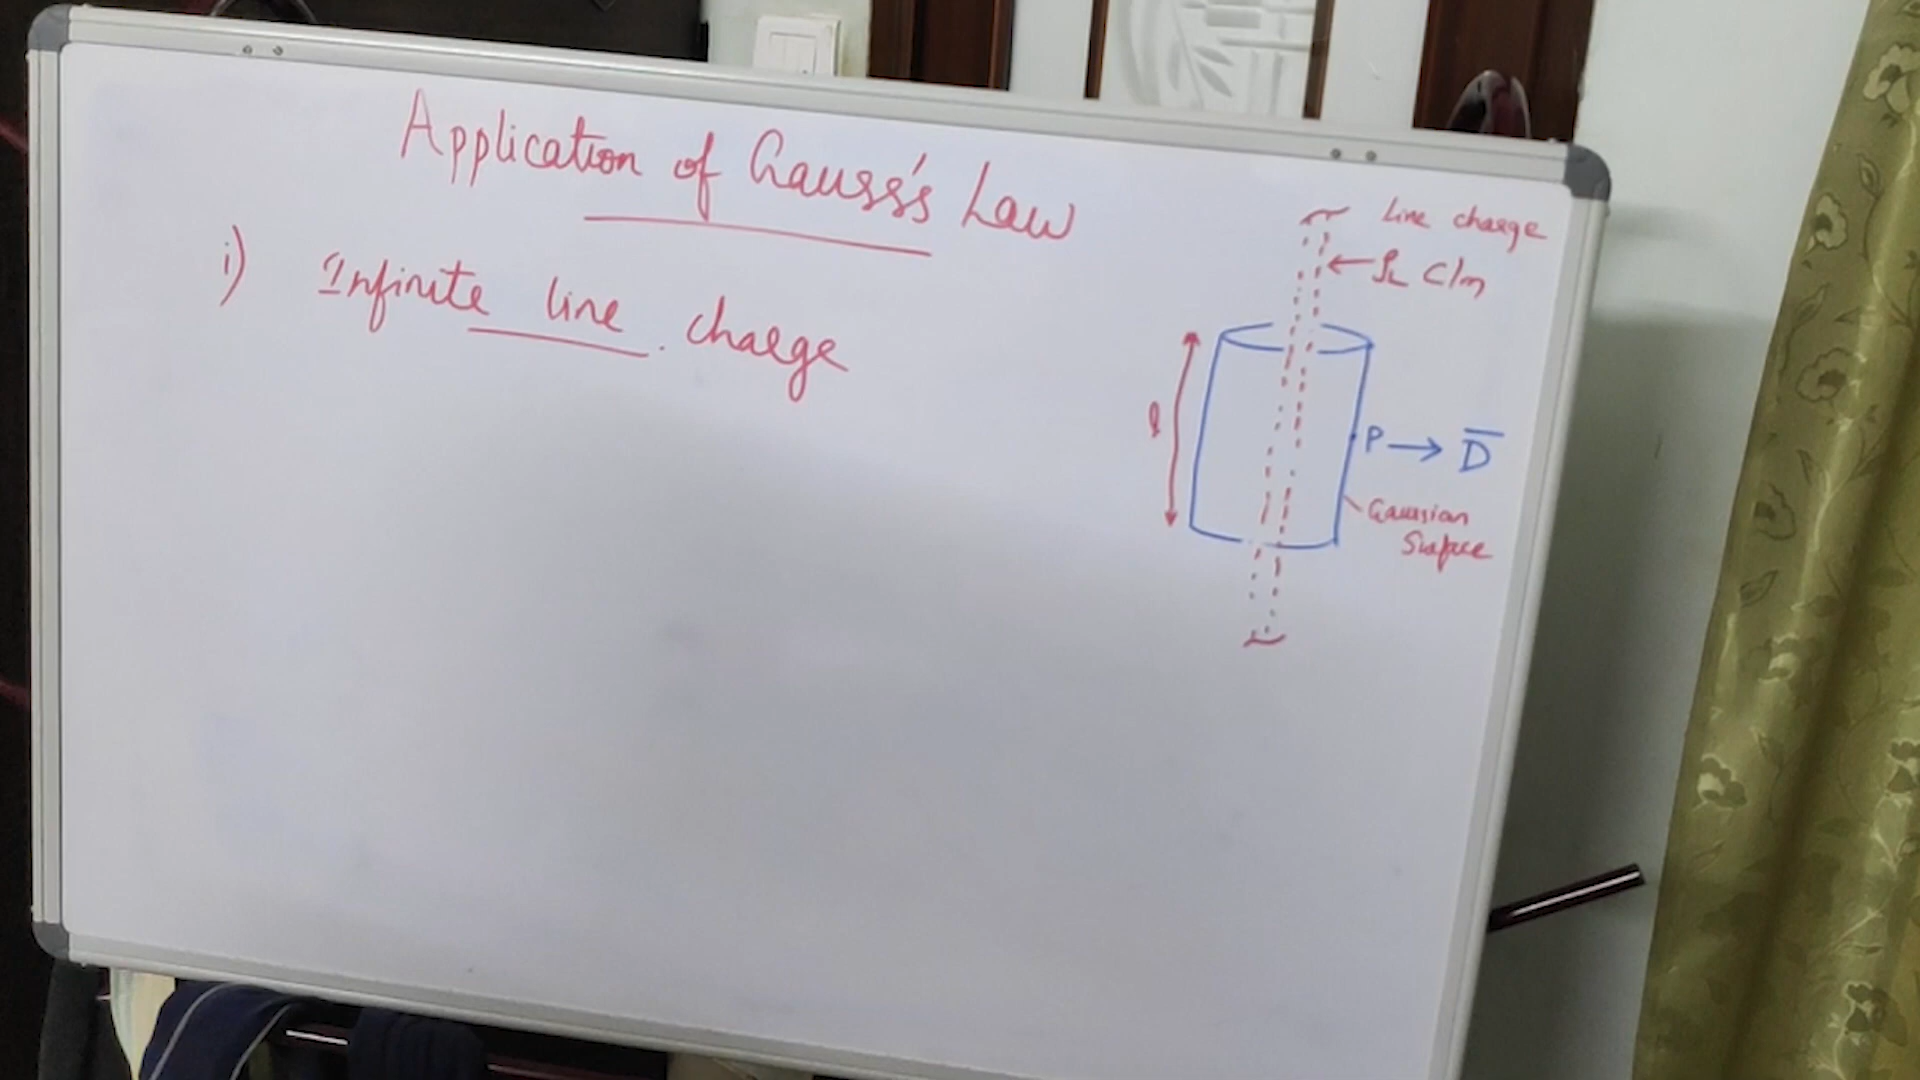 Application of Gauss's Law
i) Infinite line charge
line charge
ρL C/m
l
P → D̅
Gaussian
Surface